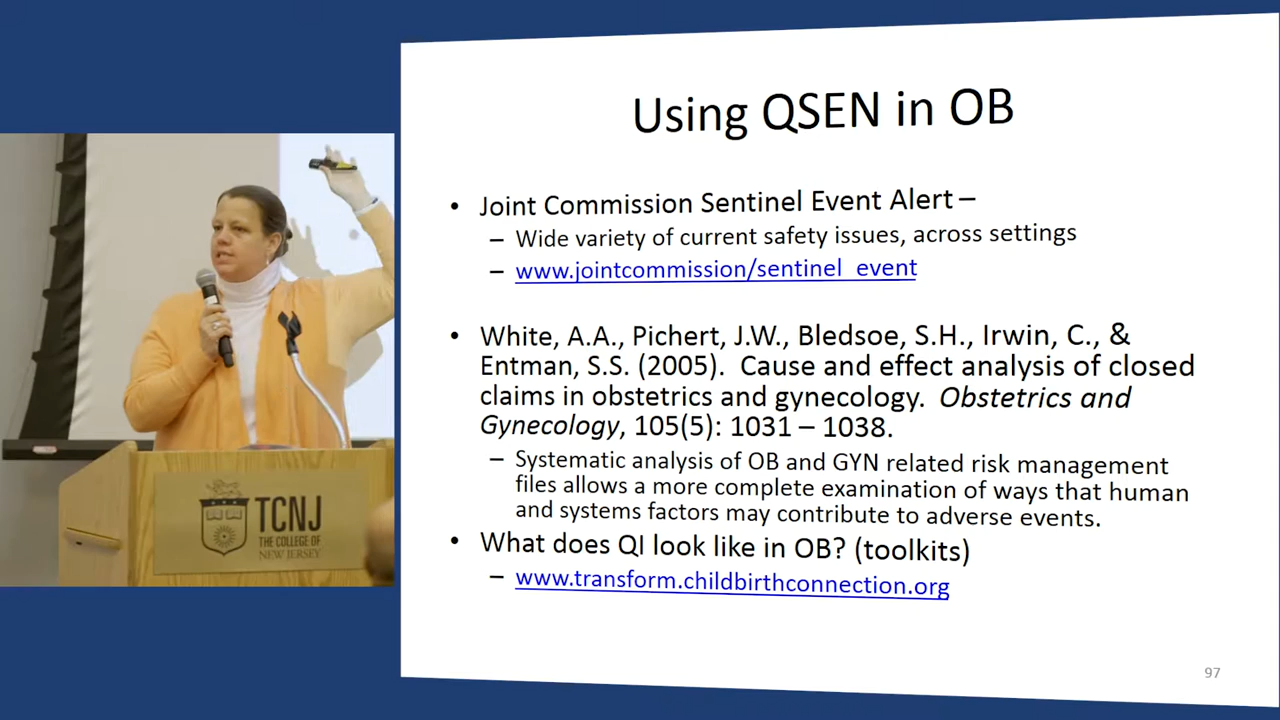 Using QSEN in OB
• Joint Commission Sentinel Event Alert –
– Wide variety of current safety issues, across settings
– www.jointcommission/sentinel_event
• White, A.A., Pichert, J.W., Bledsoe, S.H., Irwin, C., &
Entman, S.S. (2005). Cause and effect analysis of closed
claims in obstetrics and gynecology. Obstetrics and
Gynecology, 105(5): 1031 – 1038.
– Systematic analysis of OB and GYN related risk management
files allows a more complete examination of ways that human
and systems factors may contribute to adverse events.
• What does QI look like in OB? (toolkits)
– www.transform.childbirthconnection.org
97
TCNJ
THE COLLEGE OF
NEW JERSEY